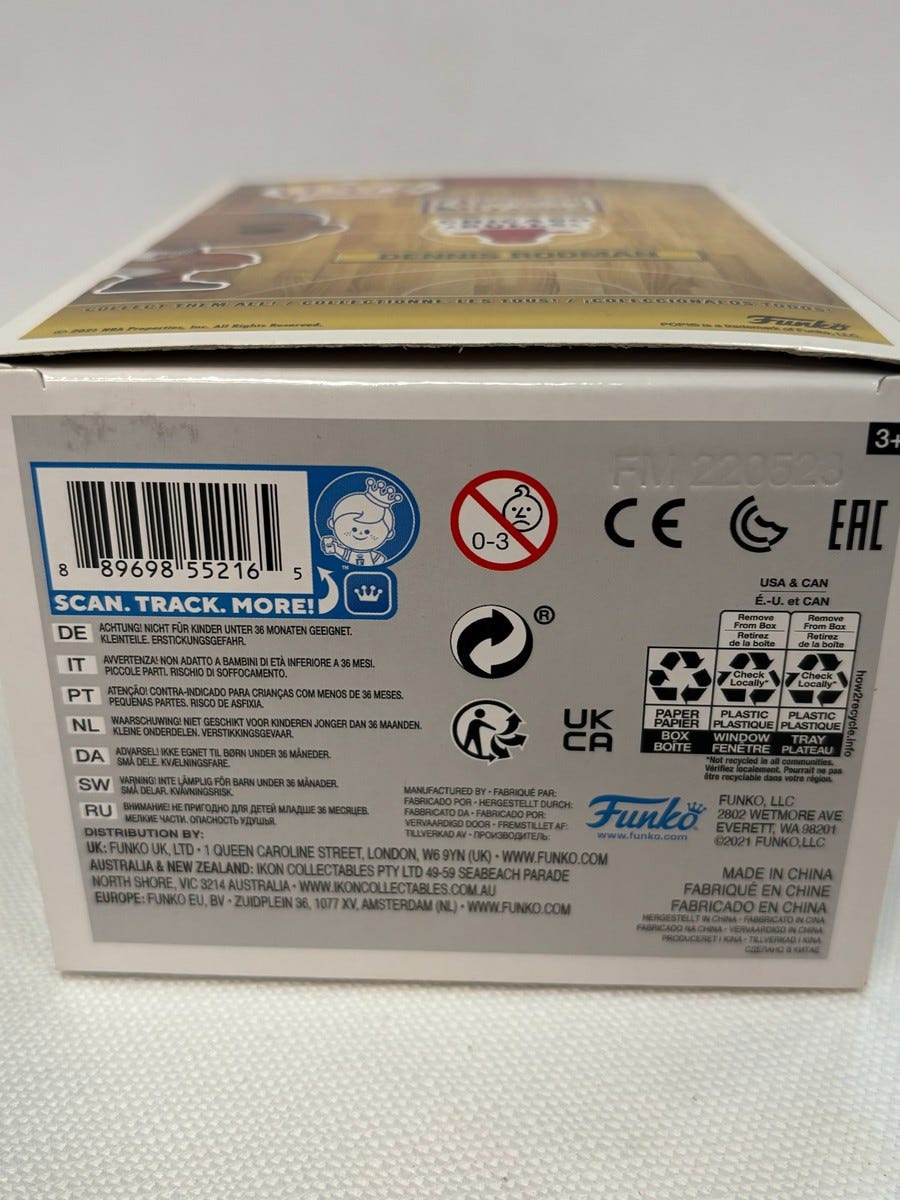 CHICAGO
BULLS
DENNIS RODMAN
COLLECT THEM ALL! / COLLECTIONNE-LES TOUS! / ¡COLECCIONALOS TODOS!
© 2021 NBA Properties, Inc. All Rights Reserved.
Funko
POP!® is a trademark of Funko, LLC
3+
FM 220523
8 89698 55216 5
™
SCAN. TRACK. MORE!
0-3
CE
EAC
®
UK
CA
USA & CAN
É.-U. et CAN
Remove
From Box
Retirez
de la boîte
Remove
From Box
Retirez
de la boîte
Check
Locally*
Check
Locally*
PAPER
PAPIER
PLASTIC
PLASTIQUE
PLASTIC
PLASTIQUE
BOX
BOÎTE
WINDOW
FENÊTRE
TRAY
PLATEAU
how2recycle.info
*Not recycled in all communities.
Vérifiez localement. Pourrait ne pas
être recyclable dans votre région.
DE ACHTUNG! NICHT FÜR KINDER UNTER 36 MONATEN GEEIGNET.
KLEINTEILE. ERSTICKUNGSGEFAHR.
IT AVVERTENZA! NON ADATTO A BAMBINI DI ETÀ INFERIORE A 36 MESI.
PICCOLE PARTI. RISCHIO DI SOFFOCAMENTO.
PT ATENÇÃO! CONTRA-INDICADO PARA CRIANÇAS COM MENOS DE 36 MESES.
PEQUENAS PARTES. RISCO DE ASFIXIA.
NL WAARSCHUWING! NIET GESCHIKT VOOR KINDEREN JONGER DAN 36 MAANDEN.
KLEINE ONDERDELEN. VERSTIKKINGSGEVAAR.
DA ADVARSEL! IKKE EGNET TIL BØRN UNDER 36 MÅNEDER.
SMÅ DELE. KVÆLNINGSFARE.
SW VARNING! INTE LÄMPLIG FÖR BARN UNDER 36 MÅNADER.
SMÅ DELAR. KVÄVNINGSRISK.
RU ВНИМАНИЕ! НЕ ПРИГОДНО ДЛЯ ДЕТЕЙ МЛАДШЕ 36 МЕСЯЦЕВ.
МЕЛКИЕ ЧАСТИ. ОПАСНОСТЬ УДУШЬЯ.
DISTRIBUTION BY:
UK: FUNKO UK, LTD • 1 QUEEN CAROLINE STREET, LONDON, W6 9YN (UK) • WWW.FUNKO.COM
AUSTRALIA & NEW ZEALAND: IKON COLLECTABLES PTY LTD 49-59 SEABEACH PARADE
NORTH SHORE, VIC 3214 AUSTRALIA • WWW.IKONCOLLECTABLES.COM.AU
EUROPE: FUNKO EU, BV • ZUIDPLEIN 36, 1077 XV, AMSTERDAM (NL) • WWW.FUNKO.COM
MANUFACTURED BY • FABRIQUÉ PAR:
FABRICADO POR • HERGESTELLT DURCH:
FABBRICATO DA • FABRICADO POR:
VERVAARDIGD DOOR • FREMSTILLET AF:
TILLVERKAD AV • ПРОИЗВОДИТЕЛЬ:
Funko
www.funko.com
FUNKO, LLC
2802 WETMORE AVE
EVERETT, WA 98201
©2021 FUNKO,LLC
MADE IN CHINA
FABRIQUÉ EN CHINE
FABRICADO EN CHINA
HERGESTELLT IN CHINA • FABBRICATO IN CINA
FABRICADO NA CHINA • VERVAARDIGD IN CHINA
PRODUCERET I KINA • TILLVERKAD I KINA
СДЕЛАНО В КИТАЕ